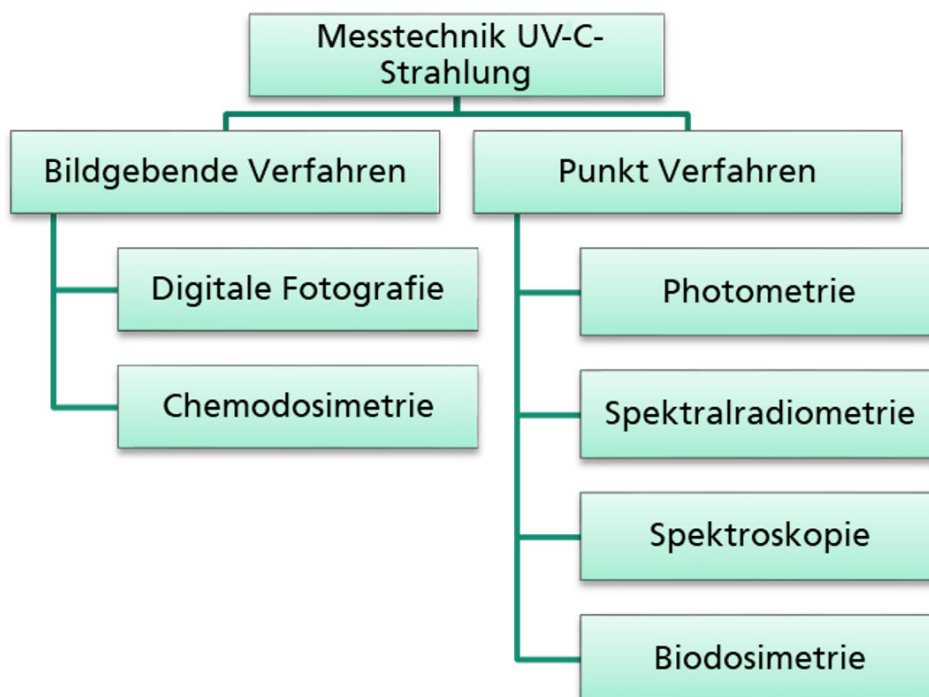 Messtechnik UV-C-
Strahlung
Bildgebende Verfahren
Digitale Fotografie
Chemodosimetrie
Punkt Verfahren
Photometrie
Spektralradiometrie
Spektroskopie
Biodosimetrie